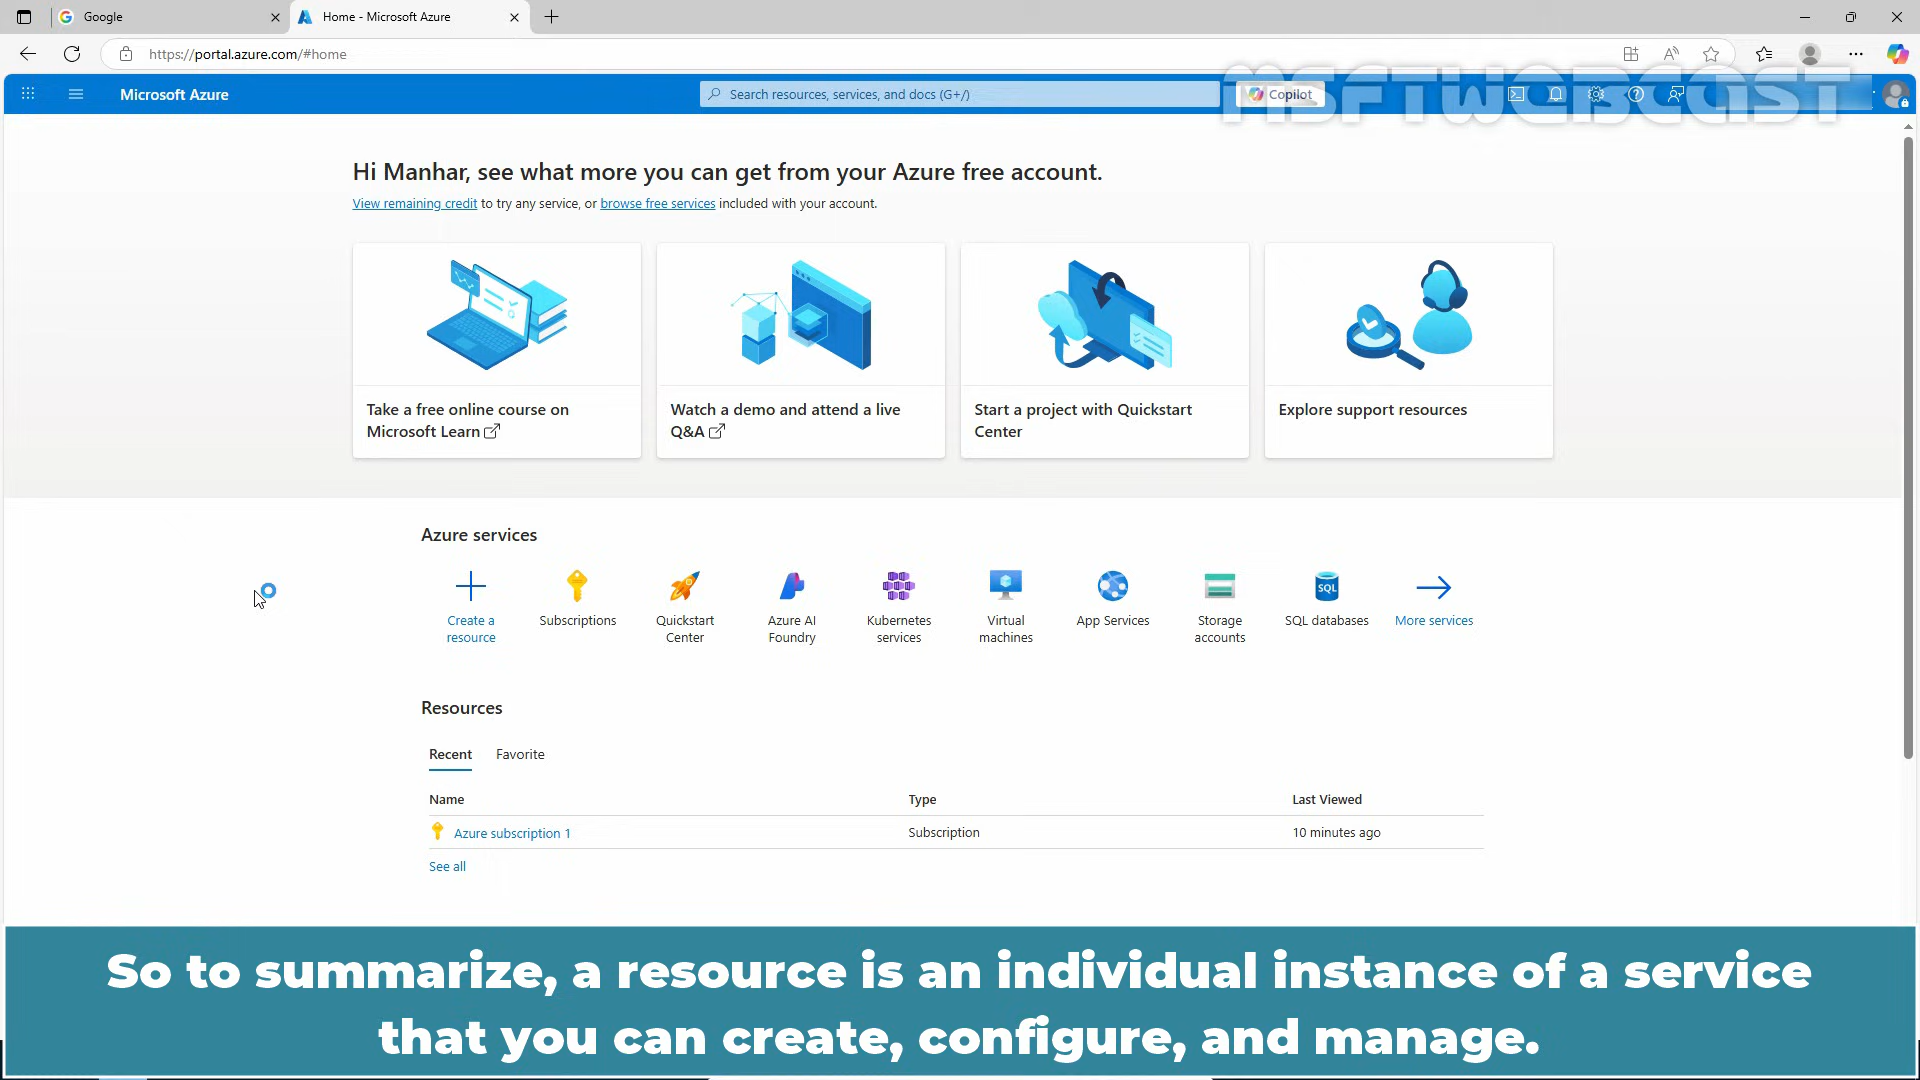 Google
Home - Microsoft Azure
https://portal.azure.com/#home
Microsoft Azure
Search resources, services, and docs (G+/)
Copilot
MSFTWEBCAST
Hi Manhar, see what more you can get from your Azure free account.
View remaining credit to try any service, or browse free services included with your account.
Take a free online course on
Microsoft Learn
Watch a demo and attend a live
Q&A
Start a project with Quickstart
Center
Explore support resources
Azure services
Create a
resource
Subscriptions
Quickstart
Center
Azure AI
Foundry
Kubernetes
services
Virtual
machines
App Services
Storage
accounts
SQL
SQL databases
More services
Resources
Recent Favorite
Name Type Last Viewed
Azure subscription 1 Subscription 10 minutes ago
See all
So to summarize, a resource is an individual instance of a service
that you can create, configure, and manage.